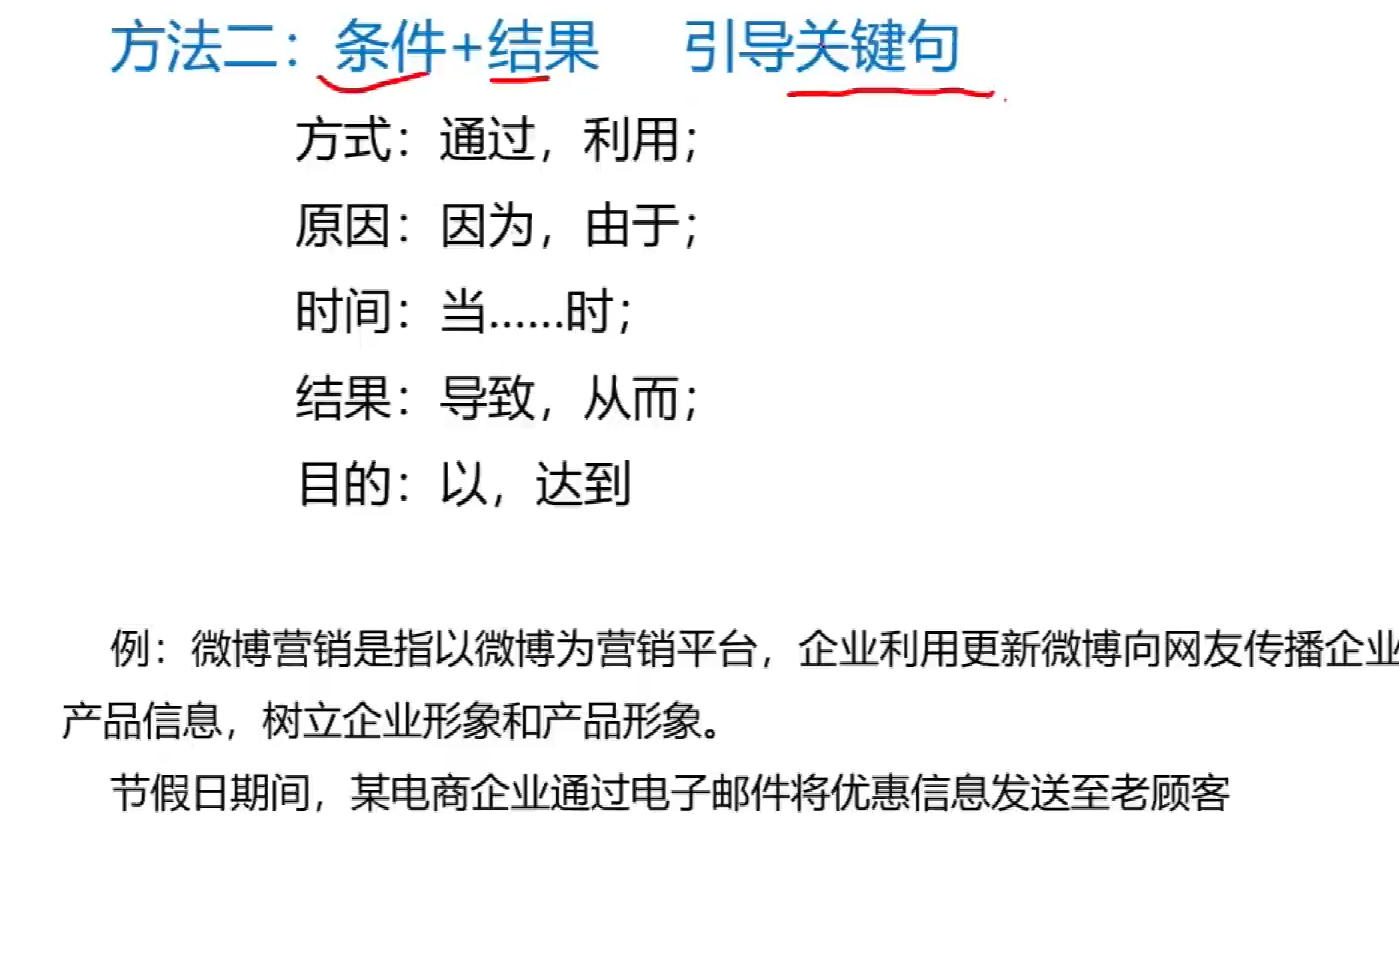 方法二：条件+结果 引导关键句
方式：通过，利用；
原因：因为，由于；
时间：当……时；
结果：导致，从而；
目的：以，达到
例：微博营销是指以微博为营销平台，企业利用更新微博向网友传播企业
产品信息，树立企业形象和产品形象。
节假日期间，某电商企业通过电子邮件将优惠信息发送至老顾客